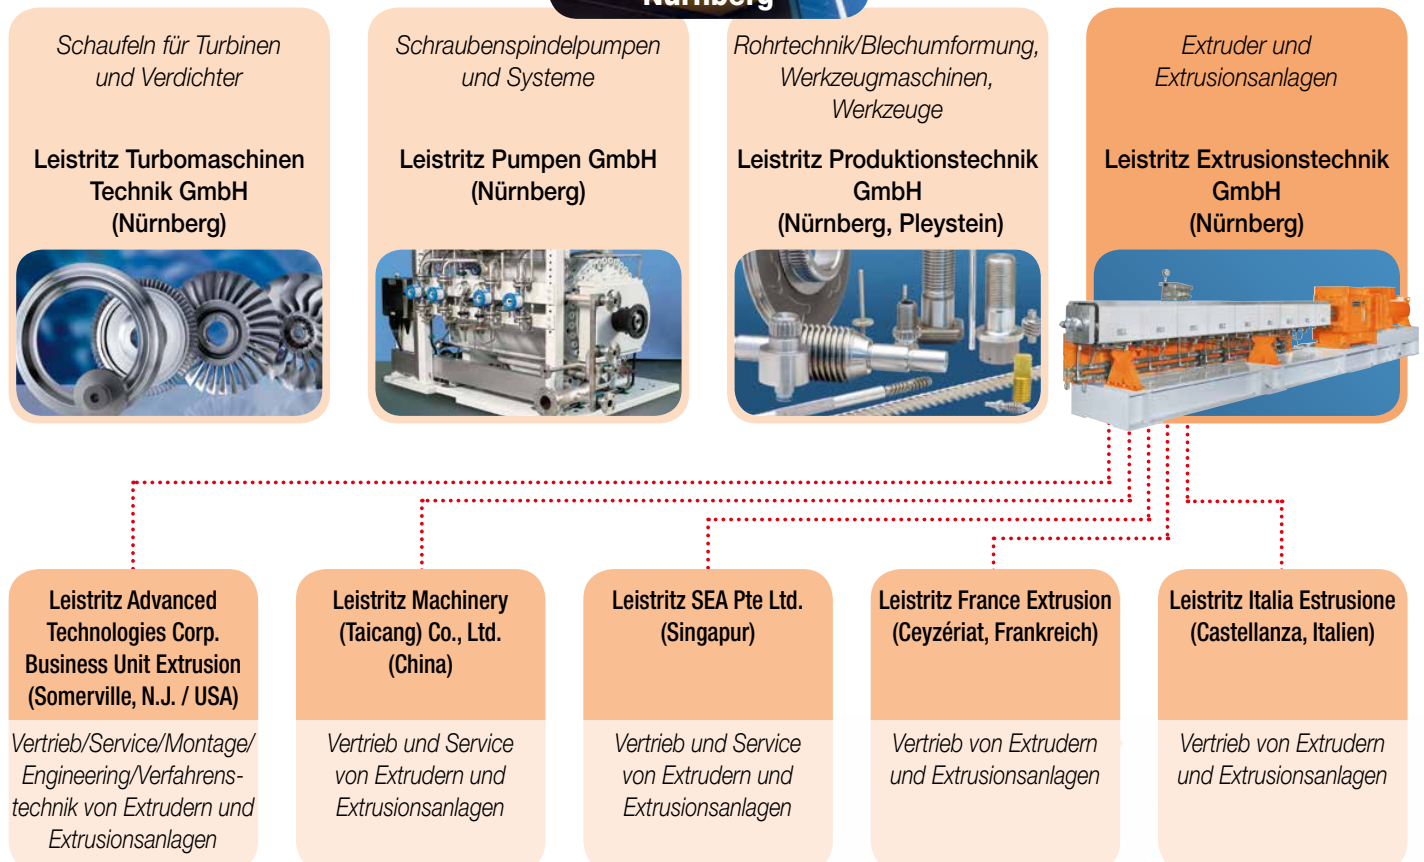 Nürnberg
Schaufeln für Turbinen
und Verdichter
Leistritz Turbomaschinen
Technik GmbH
(Nürnberg)
Schraubenspindelpumpen
und Systeme
Leistritz Pumpen GmbH
(Nürnberg)
Rohrtechnik/Blechumformung,
Werkzeugmaschinen,
Werkzeuge
Leistritz Produktionstechnik
GmbH
(Nürnberg, Pleystein)
Extruder und
Extrusionsanlagen
Leistritz Extrusionstechnik
GmbH
(Nürnberg)
Leistritz Advanced
Technologies Corp.
Business Unit Extrusion
(Somerville, N.J. / USA)
Vertrieb/Service/Montage/
Engineering/Verfahrens-
technik von Extrudern und
Extrusionsanlagen
Leistritz Machinery
(Taicang) Co., Ltd.
(China)
Vertrieb und Service
von Extrudern und
Extrusionsanlagen
Leistritz SEA Pte Ltd.
(Singapur)
Vertrieb und Service
von Extrudern und
Extrusionsanlagen
Leistritz France Extrusion
(Ceyzériat, Frankreich)
Vertrieb von Extrudern
und Extrusionsanlagen
Leistritz Italia Estrusione
(Castellanza, Italien)
Vertrieb von Extrudern
und Extrusionsanlagen